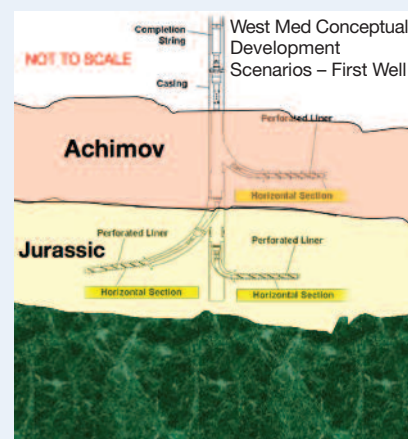 West Med Conceptual
Development
Scenarios – First Well
Completion
String
NOT TO SCALE
Casing
Perforated Liner
Achimov
Horizontal Section
Perforated Liner
Jurassic
Perforated Liner
Horizontal Section
Horizontal Section